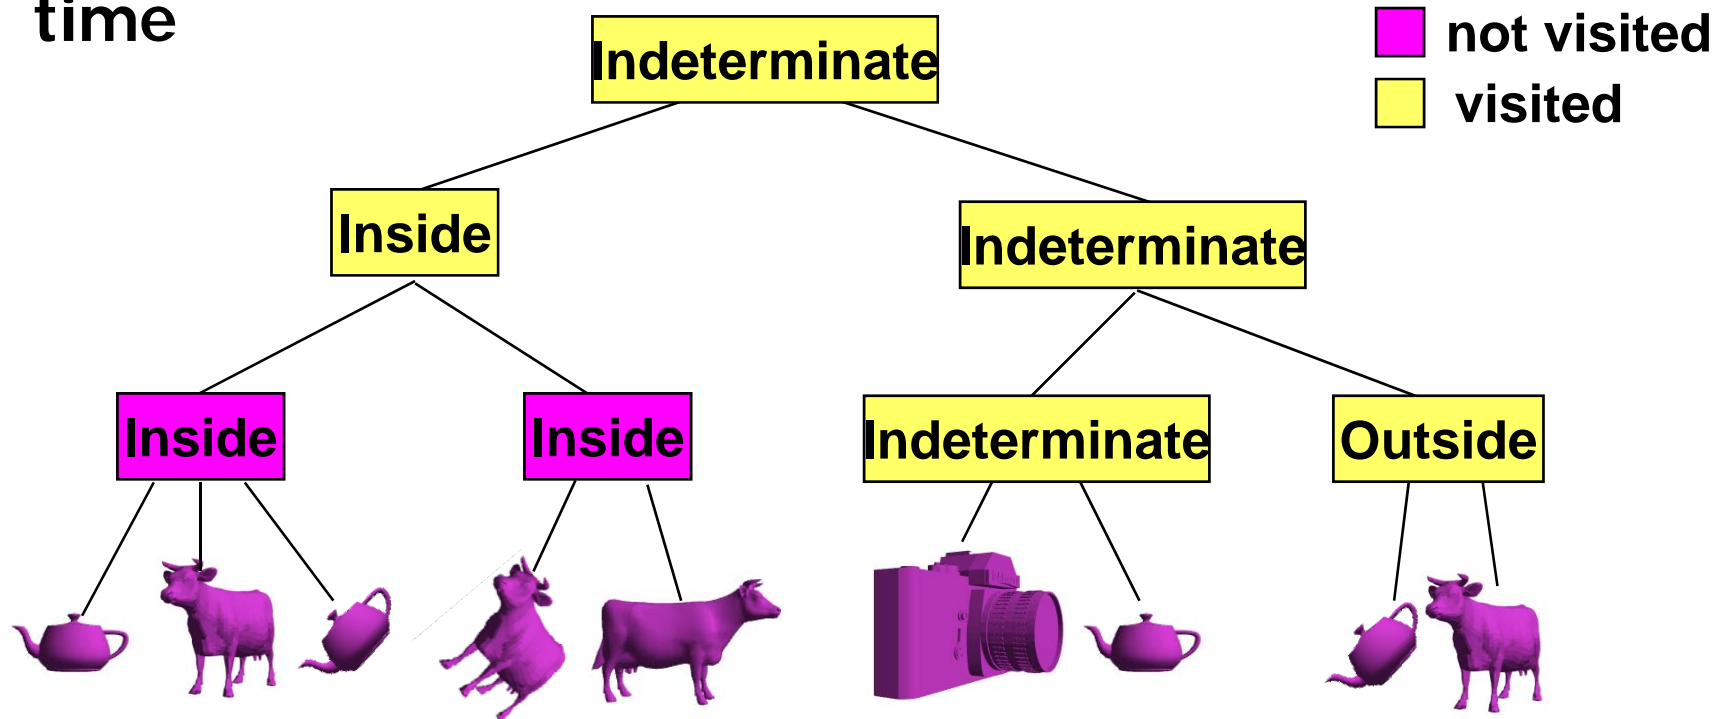 time
Indeterminate
not visited
visited
Inside
Indeterminate
Inside
Inside
Indeterminate
Outside